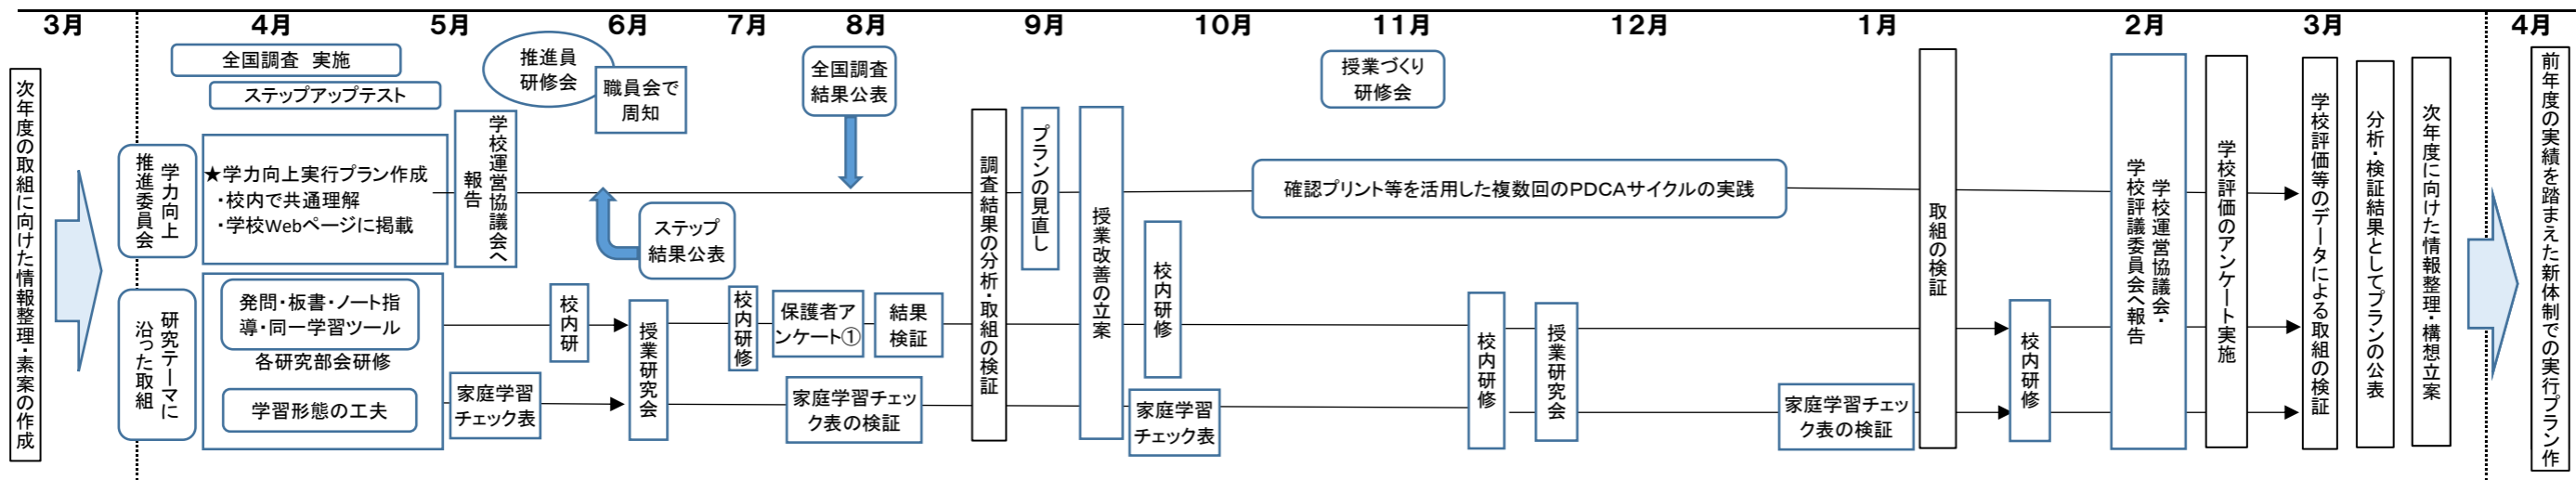 3月
4月
5月
6月
7月
8月
9月
10月
11月
12月
1月
2月
3月
4月
次年度の取組に向けた情報整理・素案の作成
全国調査　実施
ステップアップテスト
学力向上
推進委員会
★学力向上実行プラン作成
・校内で共通理解
・学校Webページに掲載
学校運営協議会へ
報告
推進員
研修会
職員会で
周知
ステップ
結果公表
全国調査
結果公表
研究テーマに
沿った取組
発問・板書・ノート指
導・同一学習ツール
各研究部会研修
学習形態の工夫
家庭学習
チェック表
校内研
授業研究会
校内研修
保護者ア
ンケート①
結果
検証
家庭学習チェッ
ク表の検証
調査結果の分析・取組の検証
プランの見直し
授業改善の立案
校内研修
家庭学習
チェック表
授業づくり
研修会
確認プリント等を活用した複数回のPDCAサイクルの実践
校内研修
授業研究会
家庭学習チェッ
ク表の検証
取組の検証
校内研修
学校運営協議会・
学校評議委員会へ報告
学校評価のアンケート実施
学校評価等のデータによる取組の検証
分析・検証結果としてプランの公表
次年度に向けた情報整理・構想立案
前年度の実績を踏まえた新体制での実行プラン作